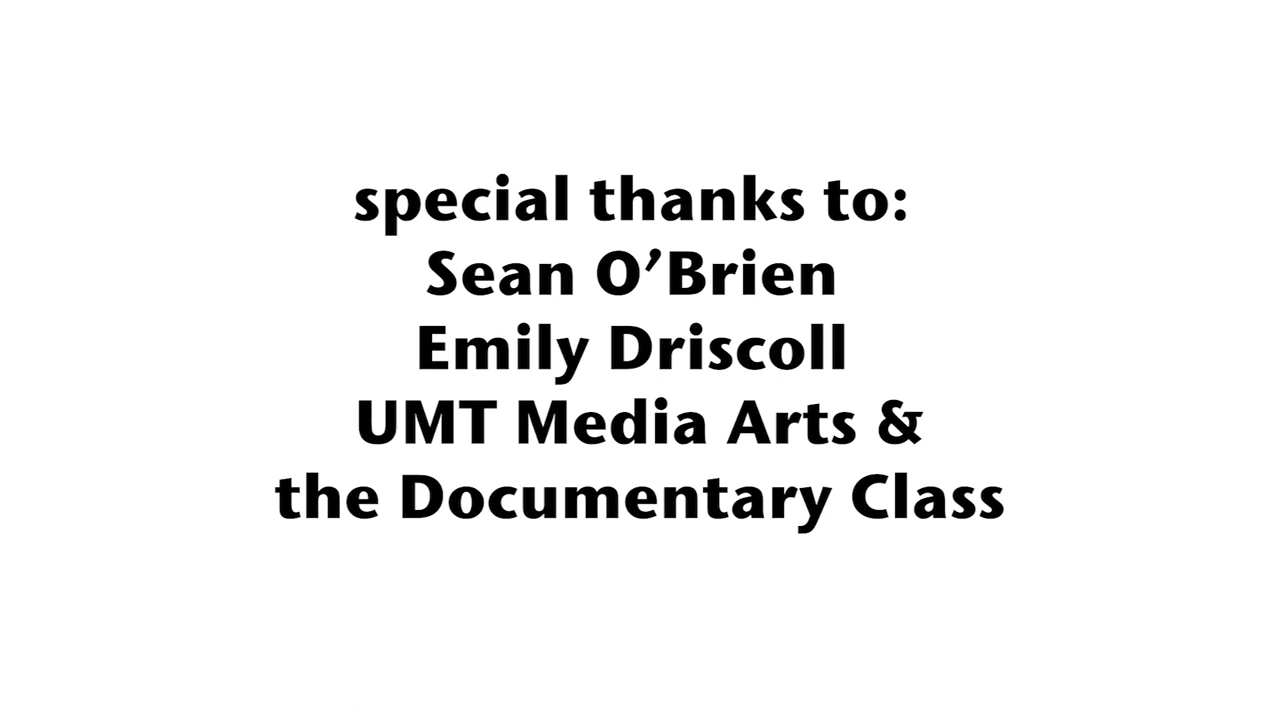 special thanks to:
Sean O’Brien
Emily Driscoll
UMT Media Arts &
the Documentary Class